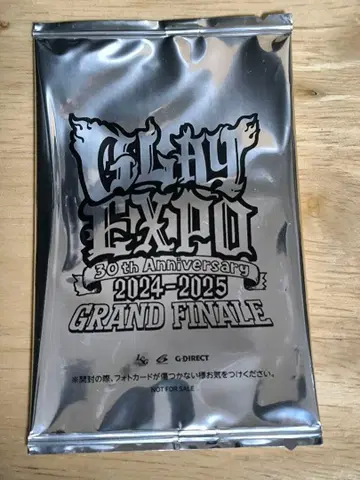 GLAY
EXPO
30th Anniversary
2024-2025
GRAND FINALE
LSG G-DIRECT
※開封の際、フォトカードが傷つかない様お気をつけください。
NOT FOR SALE